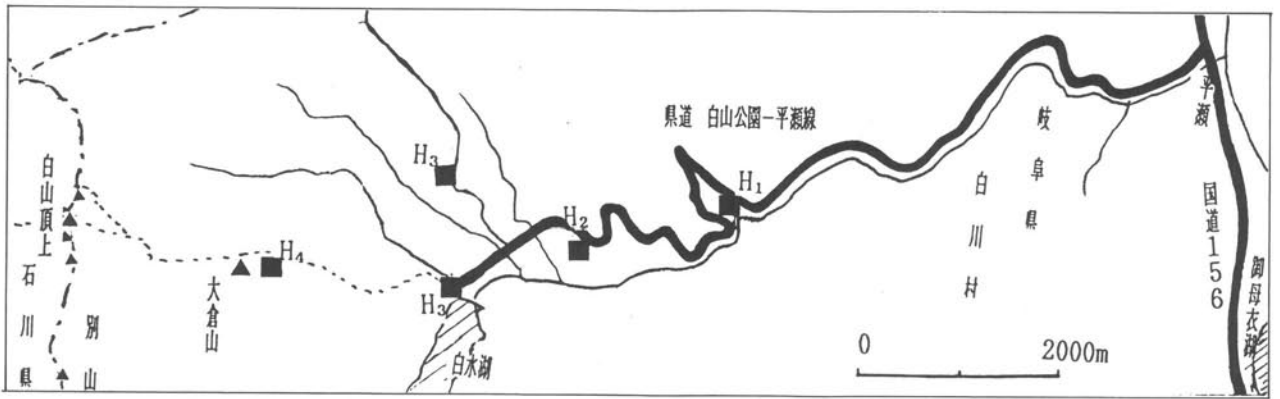 県道 白山公園一平瀬線
H₃
H₁
H₂
H₄
H₃
白山頂上
石川県
別山
大倉山
白水湖
岐阜県
白川村
平瀬
国道156
御母衣湖
0 2000m